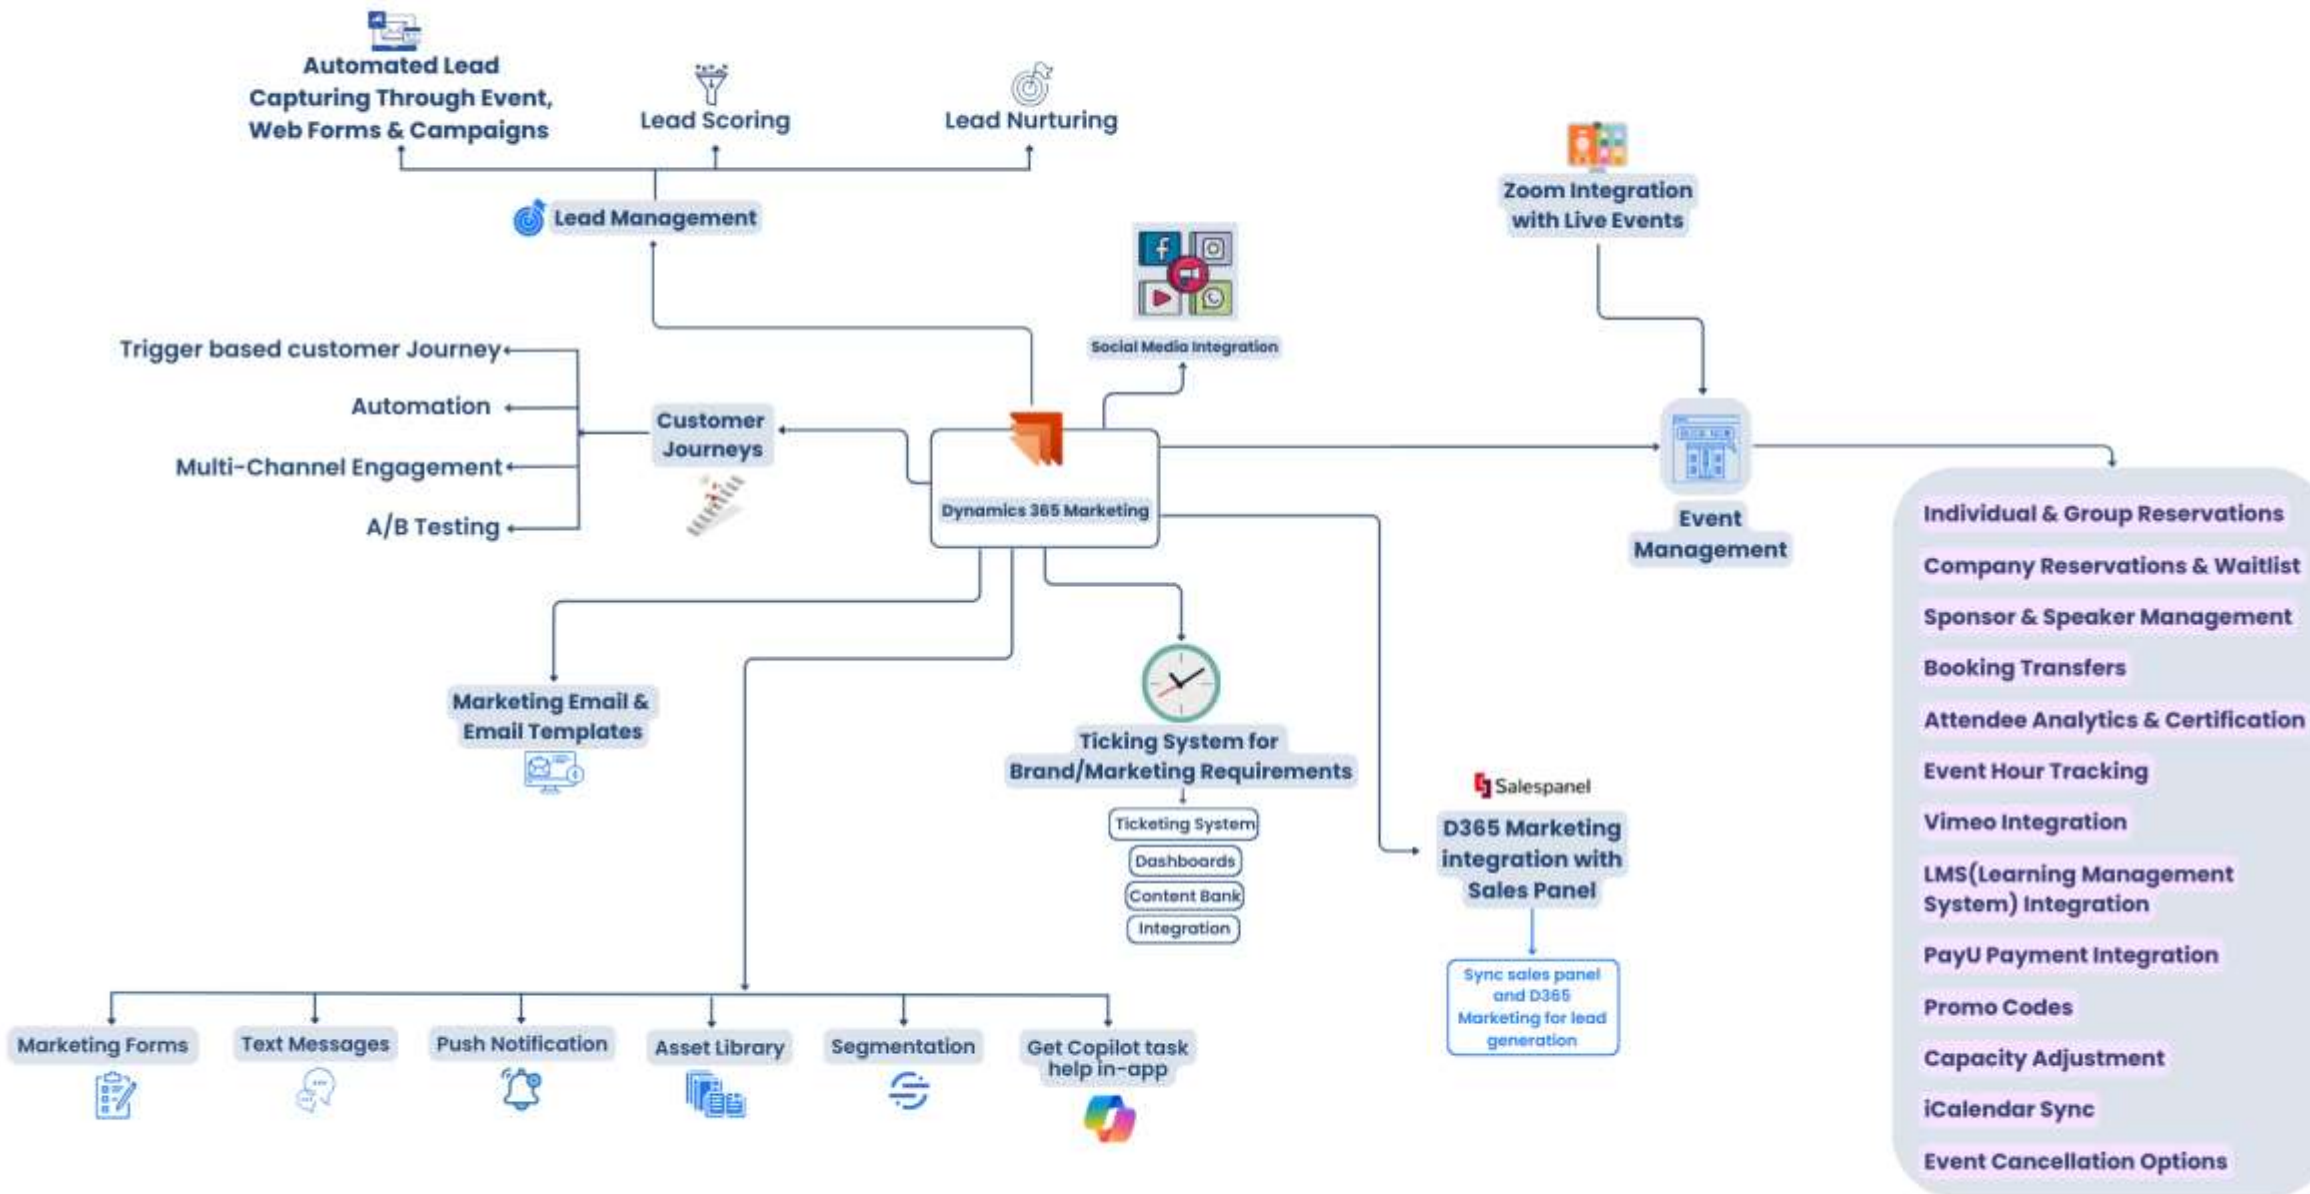 Automated Lead
Capturing Through Event,
Web Forms & Campaigns
Lead Scoring
Lead Nurturing
Lead Management
Zoom Integration
with Live Events
Social Media Integration
Trigger based customer Journey
Automation
Multi-Channel Engagement
A/B Testing
Customer
Journeys
Dynamics 365 Marketing
Event
Management
Individual & Group Reservations
Company Reservations & Waitlist
Sponsor & Speaker Management
Booking Transfers
Attendee Analytics & Certification
Event Hour Tracking
Vimeo Integration
LMS(Learning Management
System) Integration
PayU Payment Integration
Promo Codes
Capacity Adjustment
iCalendar Sync
Event Cancellation Options
Marketing Email &
Email Templates
Ticking System for
Brand/Marketing Requirements
Ticketing System
Dashboards
Content Bank
Integration
Salespanel
D365 Marketing
integration with
Sales Panel
Sync sales panel
and D365
Marketing for lead
generation
Marketing Forms
Text Messages
Push Notification
Asset Library
Segmentation
Get Copilot task
help in-app